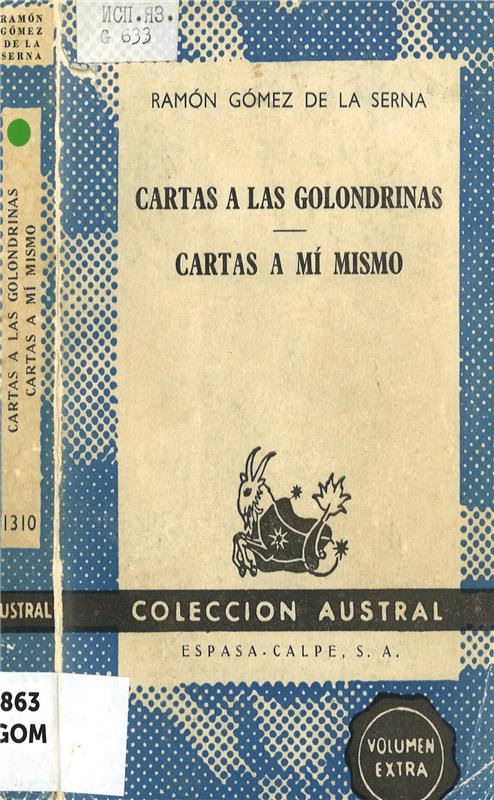 RAMÓN
GÓMEZ
DE LA
SERNA
CARTAS A LAS GOLONDRINAS
CARTAS A MÍ MISMO
1310
USTRAL
863
GOM
ИСП.ЯЗ.
G 633
RAMÓN GÓMEZ DE LA SERNA
CARTAS A LAS GOLONDRINAS
CARTAS A MÍ MISMO
COLECCION AUSTRAL
ESPASA-CALPE, S. A.
VOLUMEN
EXTRA